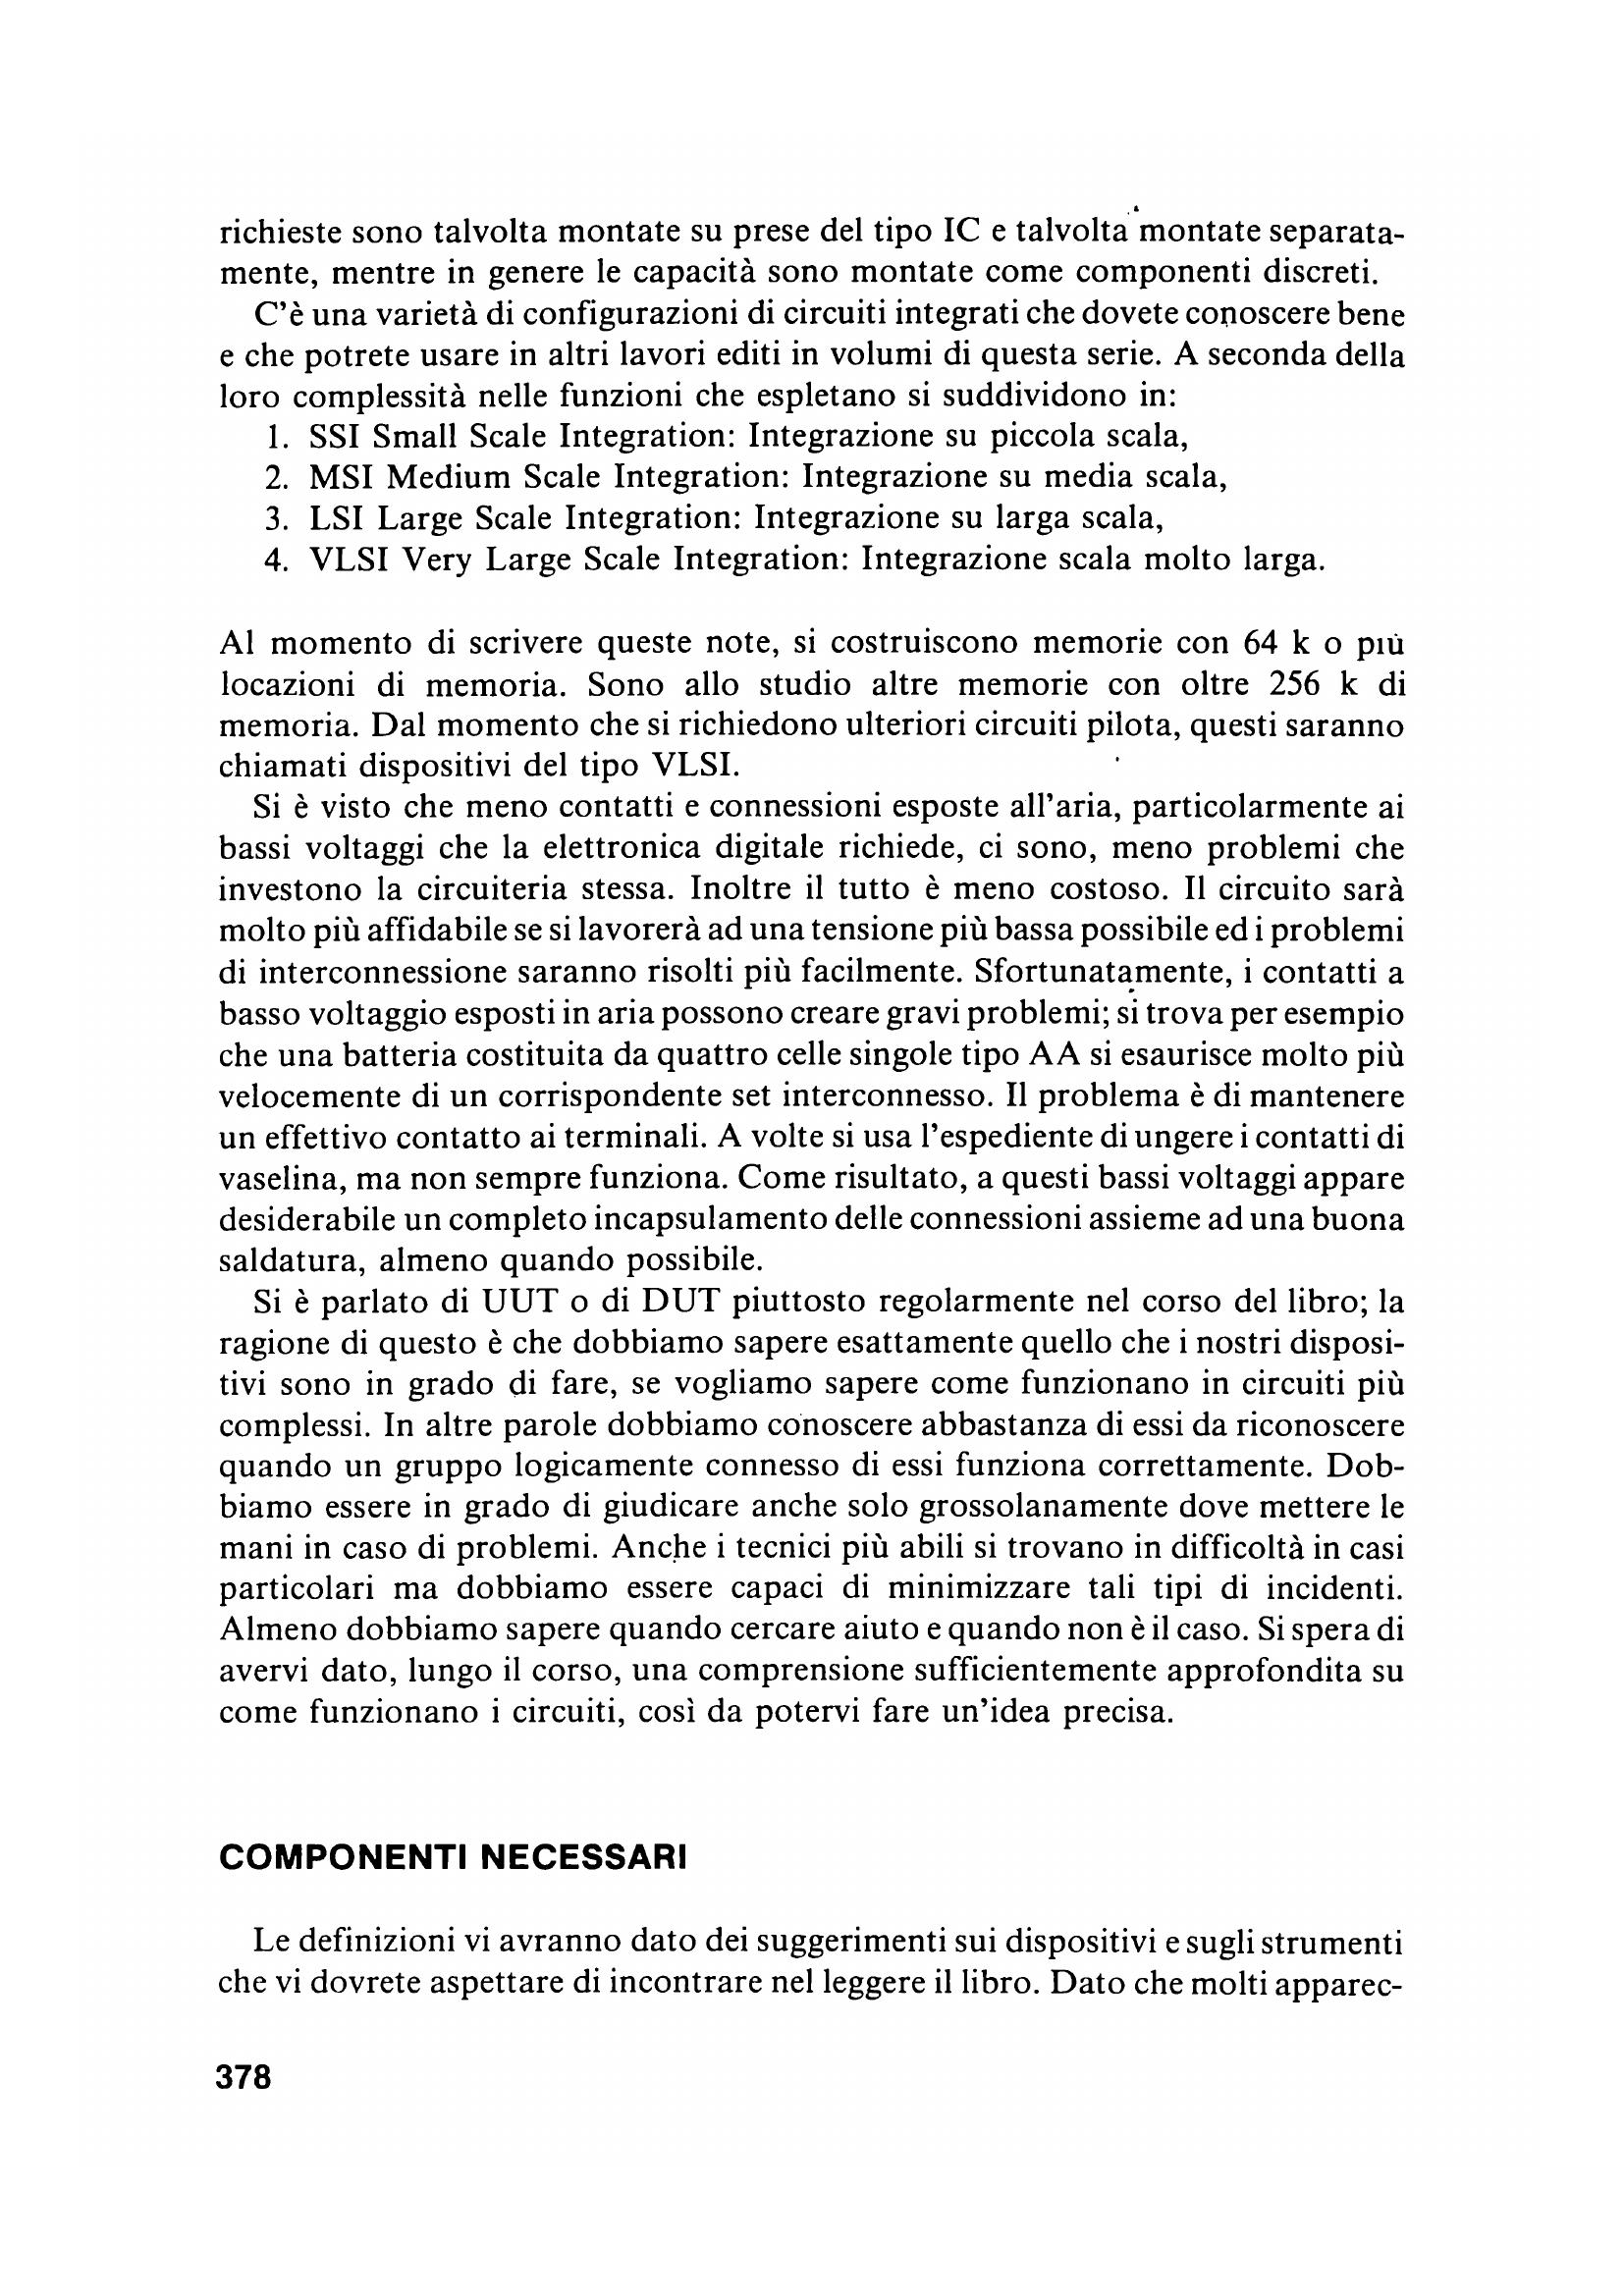 richieste sono talvolta montate su prese del tipo IC e talvolta montate separata-
mente, mentre in genere le capacità sono montate come componenti discreti.
C'è una varietà di configurazioni di circuiti integrati che dovete conoscere bene
e che potrete usare in altri lavori editi in volumi di questa serie. A seconda della
loro complessità nelle funzioni che espletano si suddividono in:
1. SSI Small Scale Integration: Integrazione su piccola scala,
2. MSI Medium Scale Integration: Integrazione su media scala,
3. LSI Large Scale Integration: Integrazione su larga scala,
4. VLSI Very Large Scale Integration: Integrazione scala molto larga.
Al momento di scrivere queste note, si costruiscono memorie con 64 k o più
locazioni di memoria. Sono allo studio altre memorie con oltre 256 k di
memoria. Dal momento che si richiedono ulteriori circuiti pilota, questi saranno
chiamati dispositivi del tipo VLSI.
Si è visto che meno contatti e connessioni esposte all'aria, particolarmente ai
bassi voltaggi che la elettronica digitale richiede, ci sono, meno problemi che
investono la circuiteria stessa. Inoltre il tutto è meno costoso. Il circuito sarà
molto più affidabile se si lavorerà ad una tensione più bassa possibile ed i problemi
di interconnessione saranno risolti più facilmente. Sfortunatamente, i contatti a
basso voltaggio esposti in aria possono creare gravi problemi; si trova per esempio
che una batteria costituita da quattro celle singole tipo AA si esaurisce molto più
velocemente di un corrispondente set interconnesso. Il problema è di mantenere
un effettivo contatto ai terminali. A volte si usa l'espediente di ungere i contatti di
vaselina, ma non sempre funziona. Come risultato, a questi bassi voltaggi appare
desiderabile un completo incapsulamento delle connessioni assieme ad una buona
saldatura, almeno quando possibile.
Si è parlato di UUT o di DUT piuttosto regolarmente nel corso del libro; la
ragione di questo è che dobbiamo sapere esattamente quello che i nostri disposi-
tivi sono in grado di fare, se vogliamo sapere come funzionano in circuiti più
complessi. In altre parole dobbiamo conoscere abbastanza di essi da riconoscere
quando un gruppo logicamente connesso di essi funziona correttamente. Dob-
biamo essere in grado di giudicare anche solo grossolanamente dove mettere le
mani in caso di problemi. Anche i tecnici più abili si trovano in difficoltà in casi
particolari ma dobbiamo essere capaci di minimizzare tali tipi di incidenti.
Almeno dobbiamo sapere quando cercare aiuto e quando non è il caso. Si spera di
avervi dato, lungo il corso, una comprensione sufficientemente approfondita su
come funzionano i circuiti, così da potervi fare un'idea precisa.
COMPONENTI NECESSARI
Le definizioni vi avranno dato dei suggerimenti sui dispositivi e sugli strumenti
che vi dovrete aspettare di incontrare nel leggere il libro. Dato che molti apparec-
378